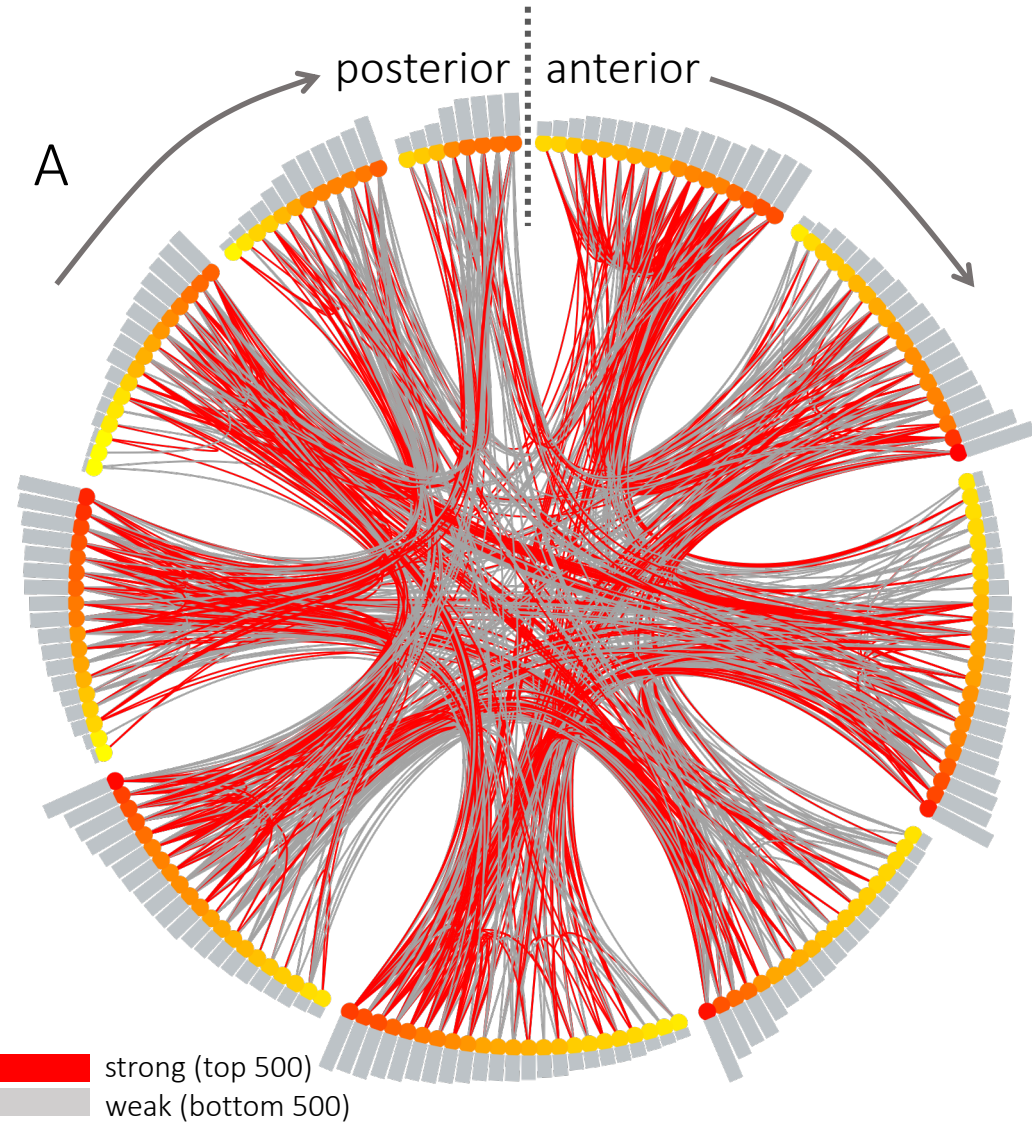 posterior anterior
A
strong (top 500)
weak (bottom 500)